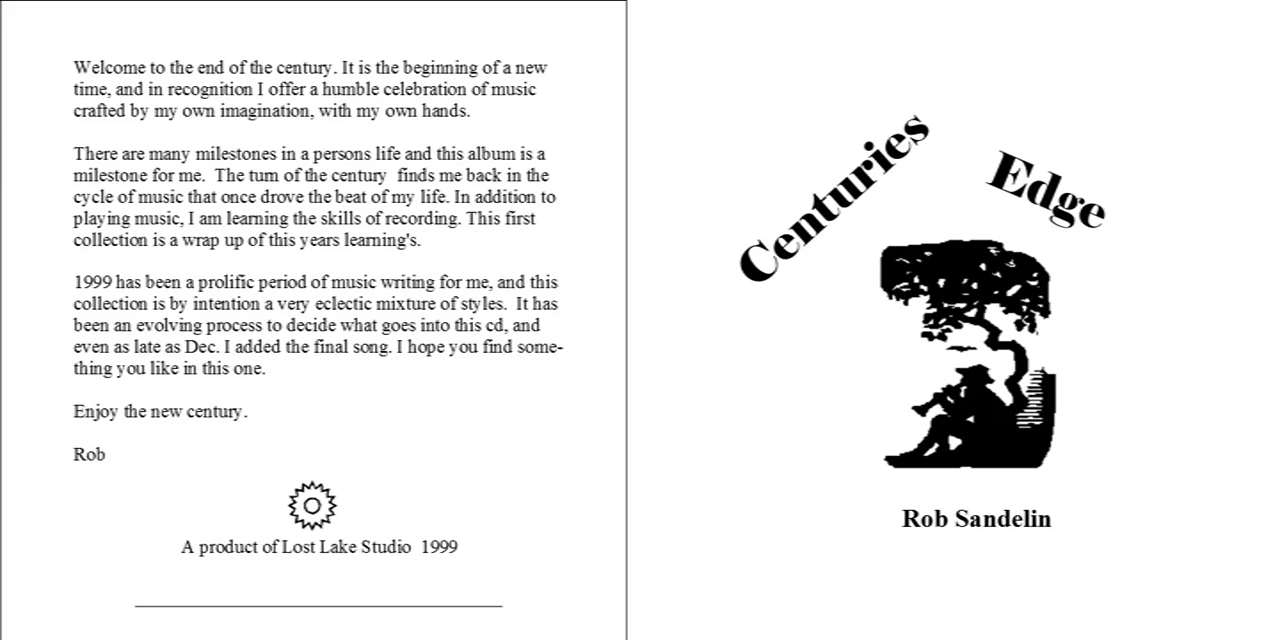 Welcome to the end of the century. It is the beginning of a new
time, and in recognition I offer a humble celebration of music
crafted by my own imagination, with my own hands.
There are many milestones in a persons life and this album is a
milestone for me. The turn of the century finds me back in the
cycle of music that once drove the beat of my life. In addition to
playing music, I am learning the skills of recording. This first
collection is a wrap up of this years learning's.
1999 has been a prolific period of music writing for me, and this
collection is by intention a very eclectic mixture of styles. It has
been an evolving process to decide what goes into this cd, and
even as late as Dec. I added the final song. I hope you find some-
thing you like in this one.
Enjoy the new century.
Rob
A product of Lost Lake Studio 1999
Centuries
Edge
Rob Sandelin